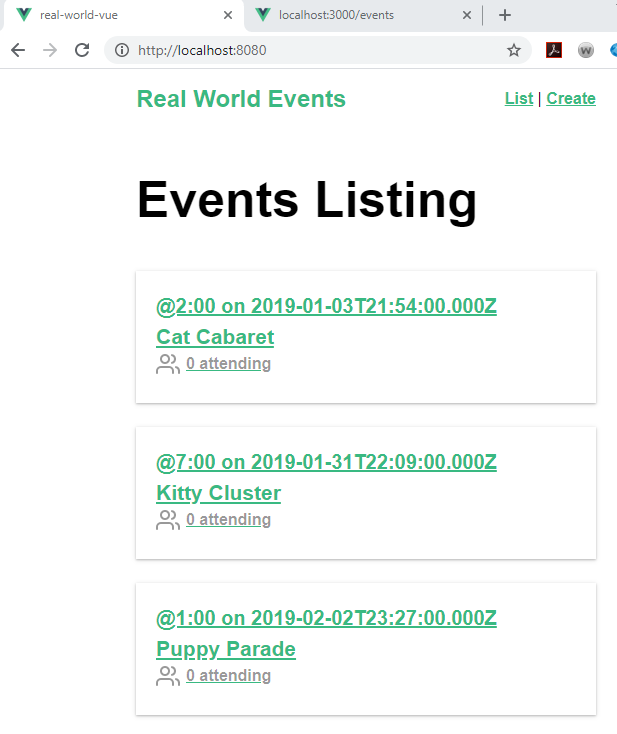 real-world-vue
localhost:3000/events
http://localhost:8080
Real World Events
List | Create
Events Listing
@2:00 on 2019-01-03T21:54:00.000Z
Cat Cabaret
0 attending
@7:00 on 2019-01-31T22:09:00.000Z
Kitty Cluster
0 attending
@1:00 on 2019-02-02T23:27:00.000Z
Puppy Parade
0 attending